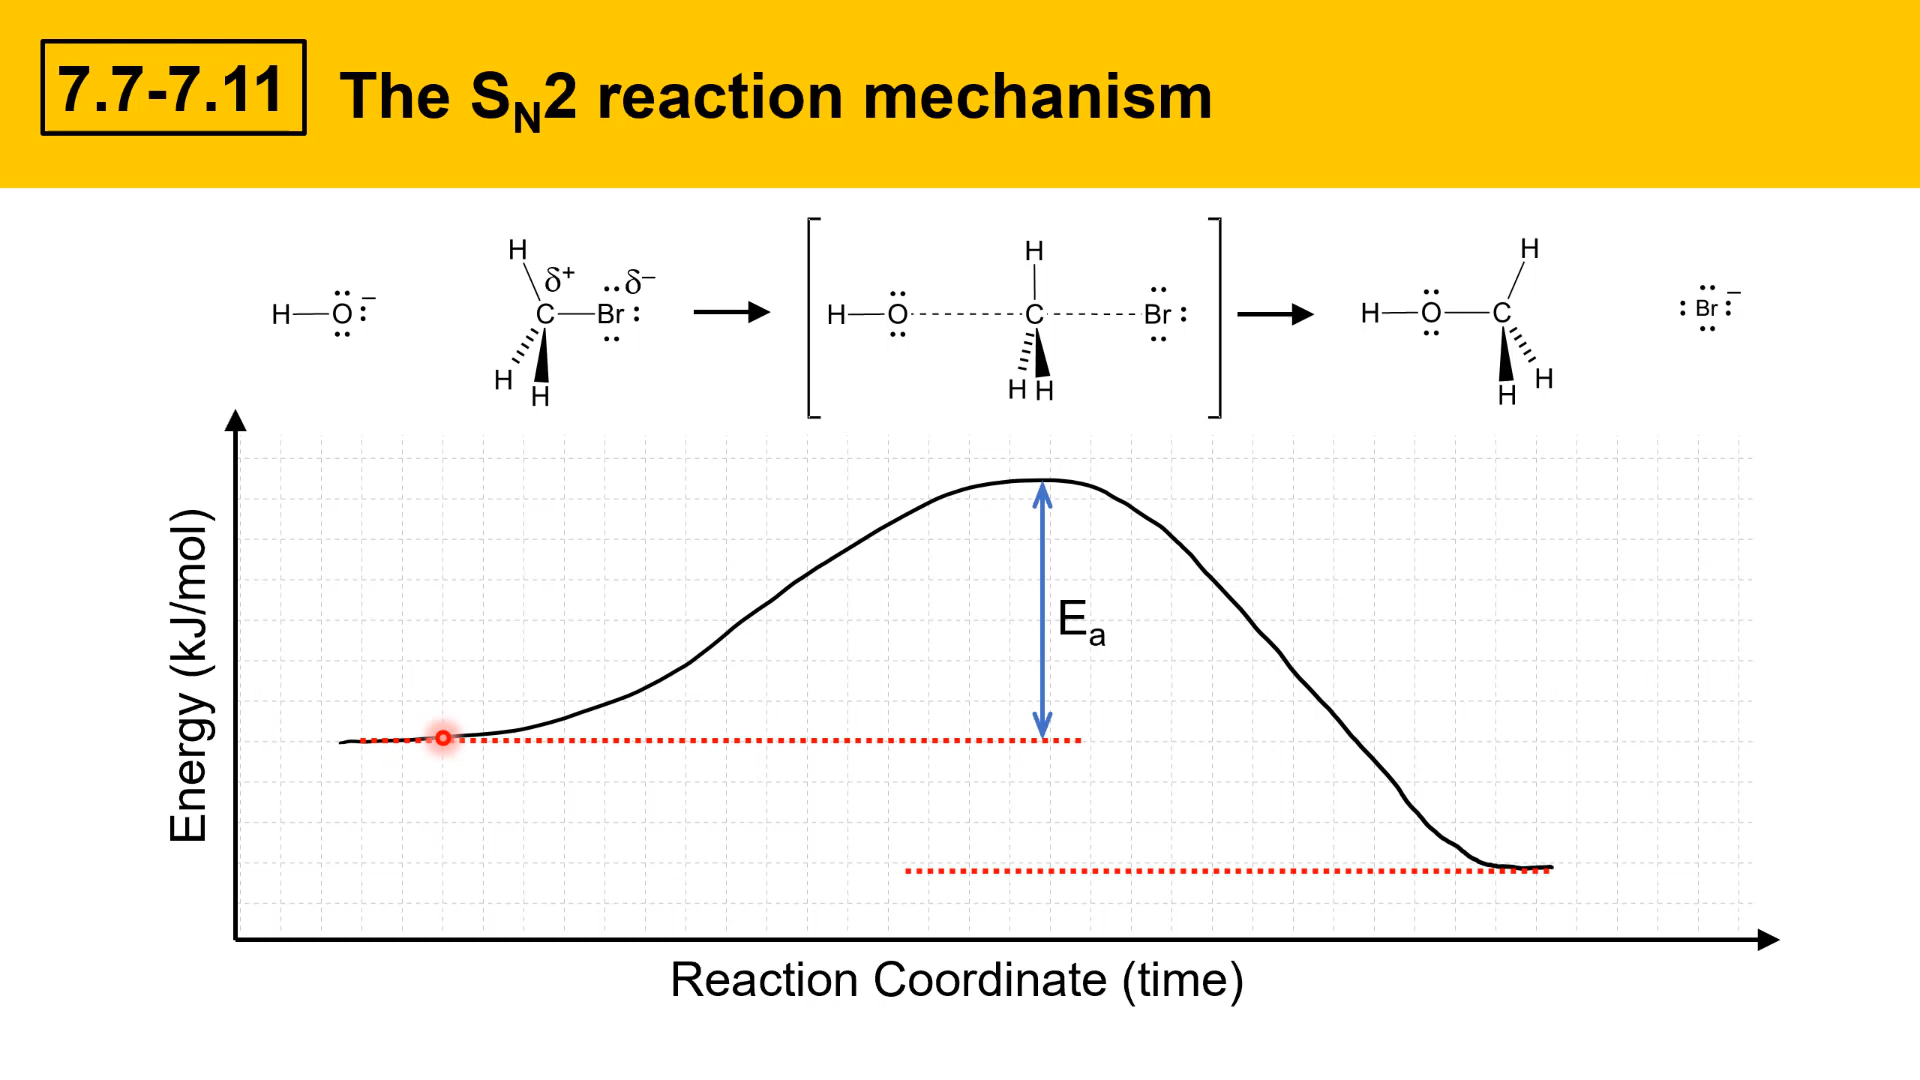 7.7-7.11
The SN2 reaction mechanism
H
H
H
H
δ+
δ–
H—O:–
C—Br:
H—O
C
Br:
H—O—C
:Br:–
H
H
H H
H
H
Energy (kJ/mol)
Ea
Reaction Coordinate (time)